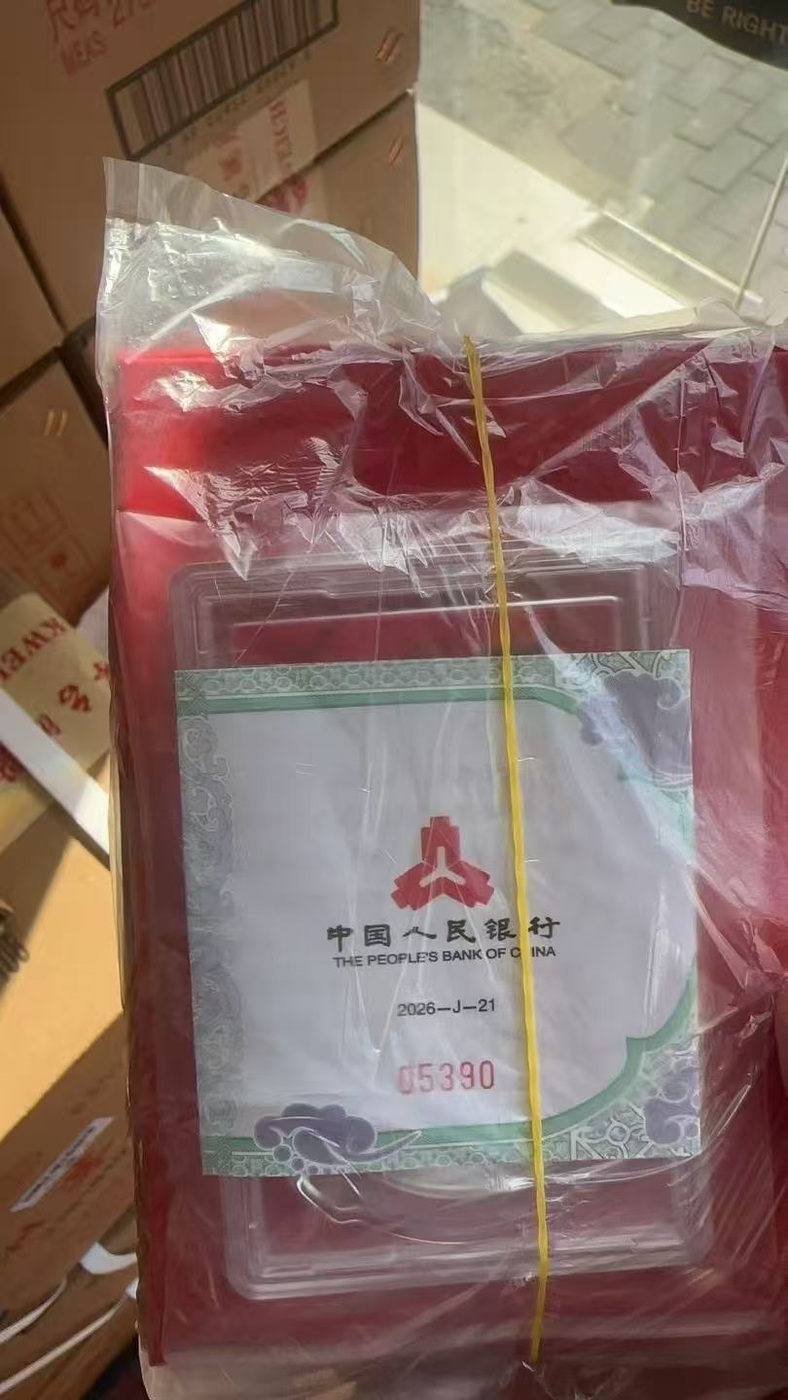 MEAS
BE RIGHT
中国人民银行
THE PEOPLE'S BANK OF CHINA
2026-J-21
05390